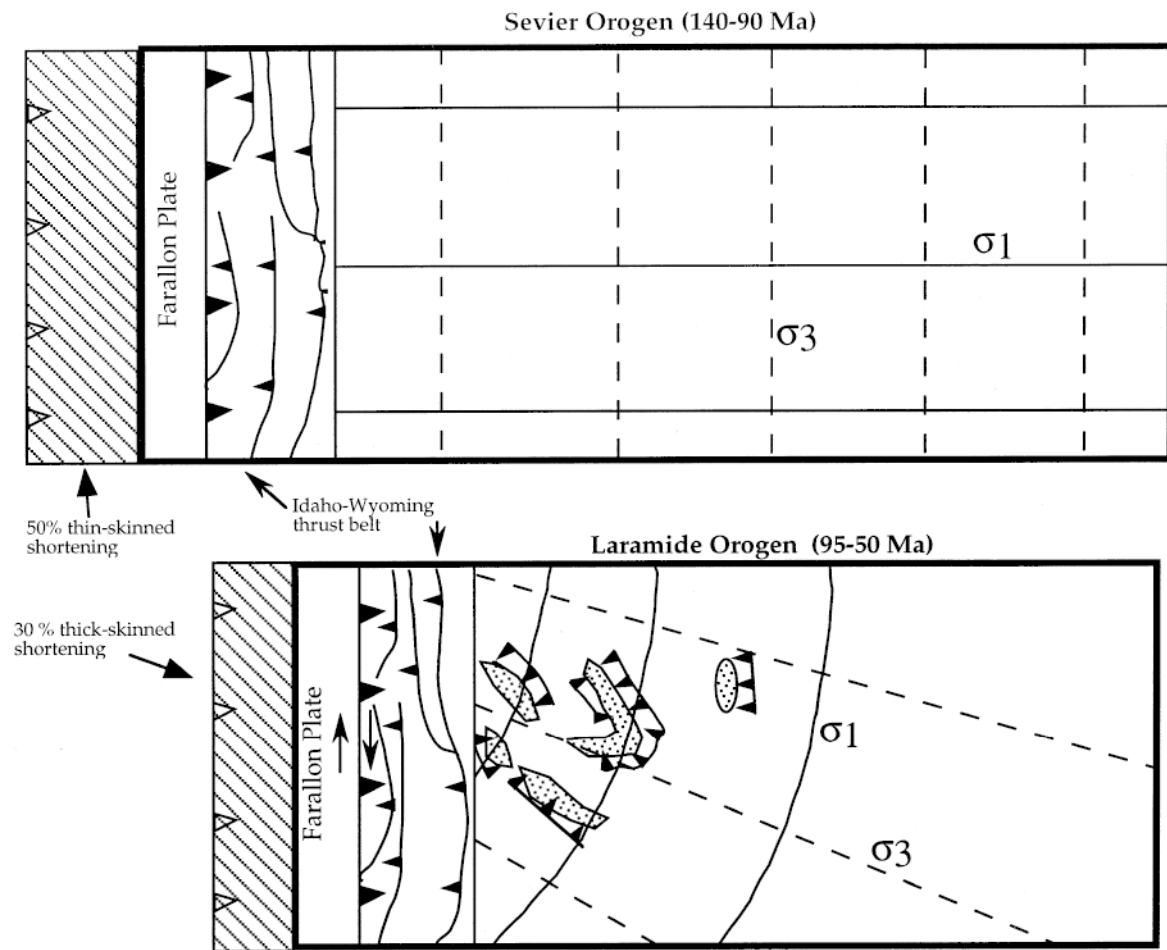 Sevier Orogen (140-90 Ma)
Farallon Plate
σ1
σ3
50% thin-skinned
shortening
Idaho-Wyoming
thrust belt
Laramide Orogen (95-50 Ma)
30 % thick-skinned
shortening
Farallon Plate
σ1
σ3